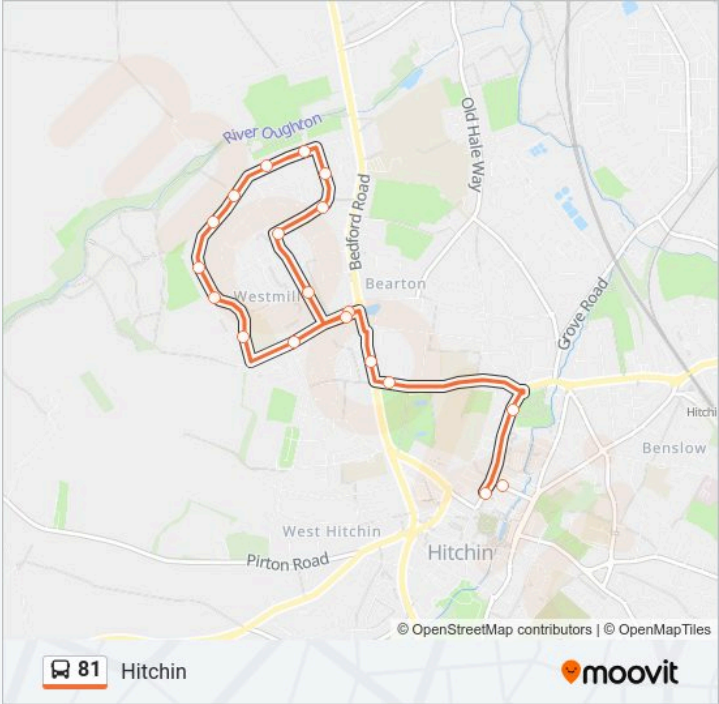 River Oughton
Old Hale Way
Bedford Road
Bearton
Westmill
Grove Road
Hitchi
Benslow
West Hitchin
Pirton Road
Hitchin
© OpenStreetMap contributors | © OpenMapTiles
81 Hitchin
moovit